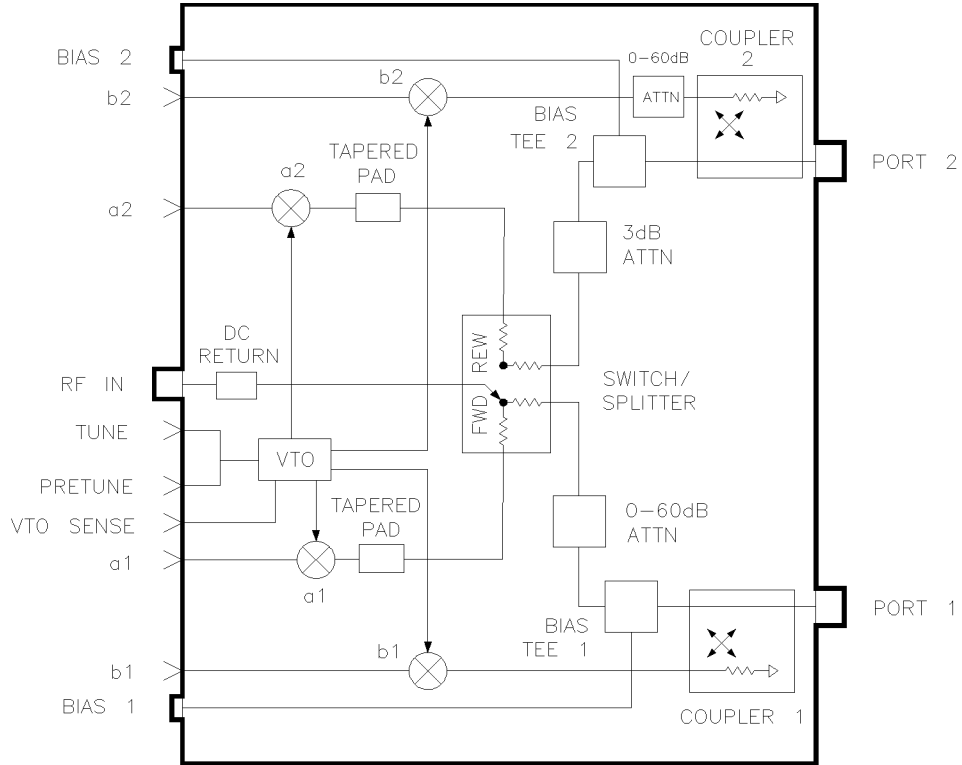 COUPLER
2
0-60dB
BIAS 2
b2
b2
ATTN
BIAS
TEE 2
TAPERED
PAD
a2
PORT 2
a2
3dB
ATTN
DC
RETURN
REW
RF IN
SWITCH/
SPLITTER
FWD
TUNE
VTO
PRETUNE
TAPERED
PAD
0-60dB
ATTN
VTO SENSE
a1
a1
PORT 1
BIAS
TEE 1
b1
b1
BIAS 1
COUPLER 1